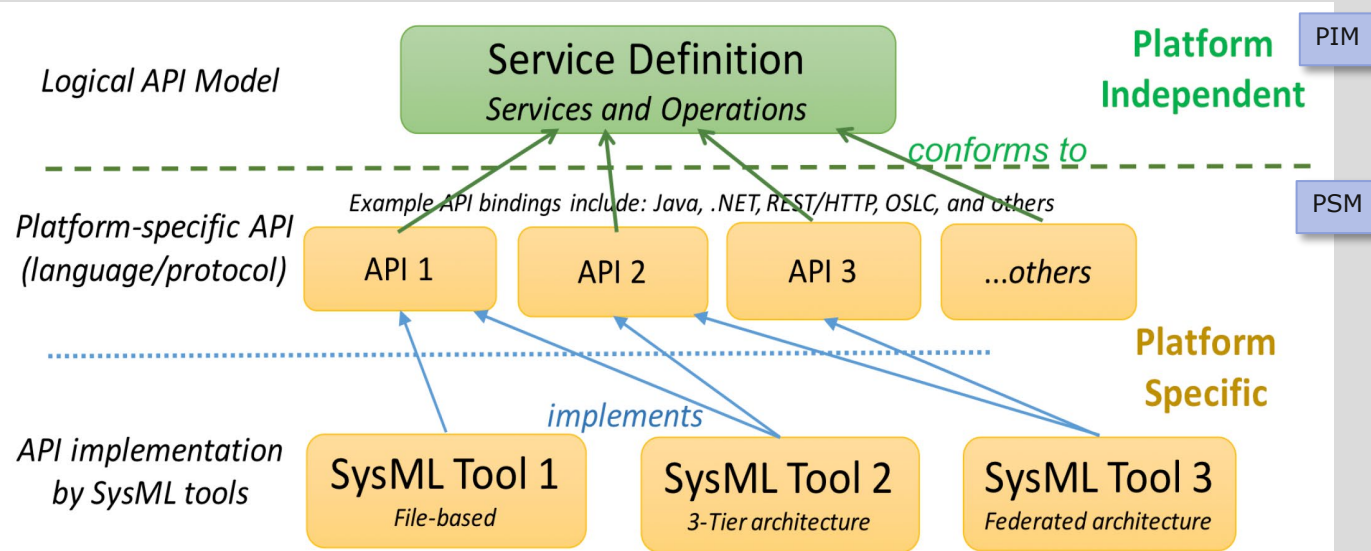 Logical API Model
Service Definition
Services and Operations
Platform
Independent
PIM
conforms to
Example API bindings include: Java, .NET, REST/HTTP, OSLC, and others
PSM
Platform-specific API
(language/protocol)
API 1
API 2
API 3
...others
Platform
Specific
implements
API implementation
by SysML tools
SysML Tool 1
File-based
SysML Tool 2
3-Tier architecture
SysML Tool 3
Federated architecture